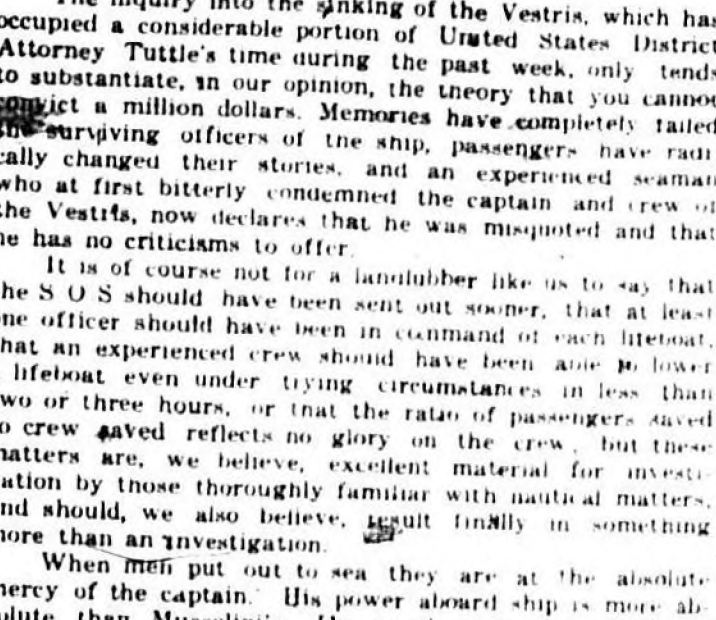 The inquiry into the sinking of the Vestris, which has
occupied a considerable portion of United States District
Attorney Tuttle's time during the past week, only tends
to substantiate, in our opinion, the theory that you cannot
convict a million dollars. Memories have completely failed
the surviving officers of the ship, passengers have radi-
cally changed their stories, and an experienced seaman
who at first bitterly condemned the captain and crew of
the Vestris, now declares that he was misquoted and that
he has no criticisms to offer.
It is of course not for a landlubber like us to say that
the S O S should have been sent out sooner, that at least
one officer should have been in command of each lifeboat,
that an experienced crew should have been able to lower
lifeboat even under trying circumstances in less than
two or three hours, or that the ratio of passengers saved
to crew saved reflects no glory on the crew, but these
matters are, we believe, excellent material for investi-
gation by those thoroughly familiar with nautical matters,
and should, we also believe, result finally in something
more than an investigation.
When men put out to sea they are at the absolute
mercy of the captain. His power aboard ship is more ab-
solute than